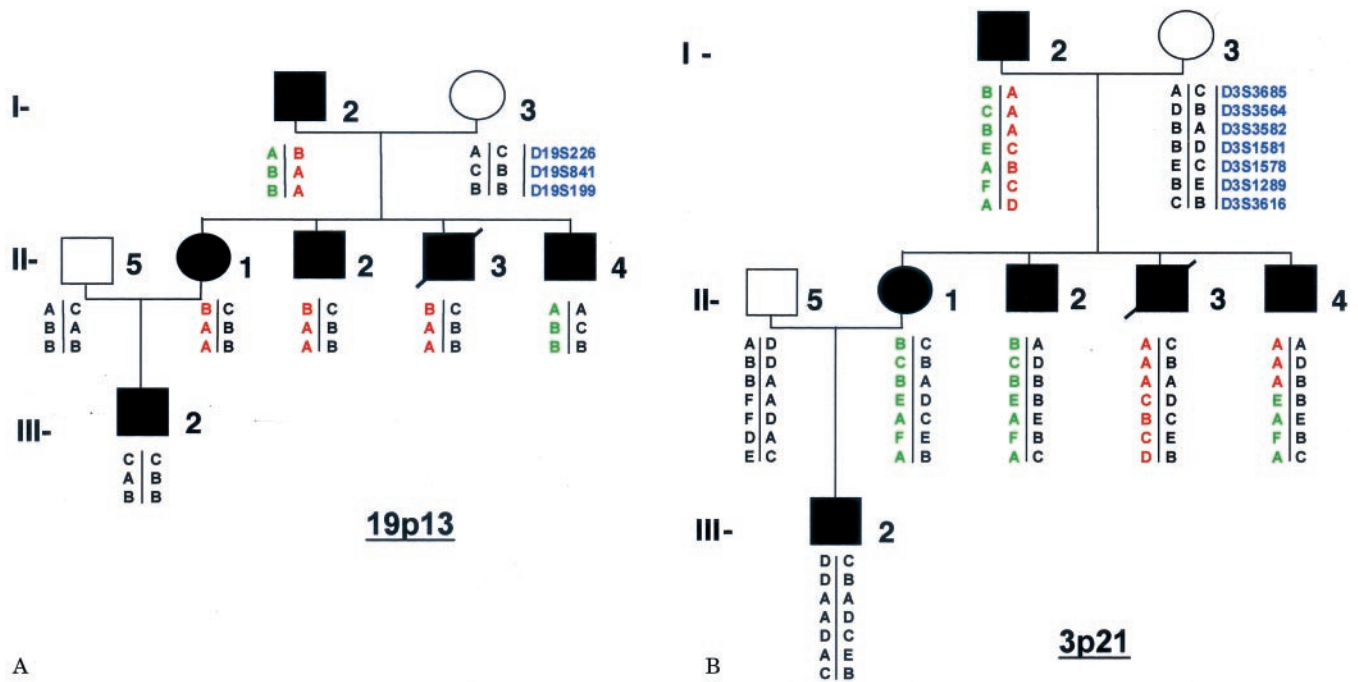 I-
2 3
A B A C D19S226
B A C B D19S841
B A B B D19S199
II- 5 1 2 3 4
A C B C B C B C A A
B A A B A B A B B C
B B A B A B A B B B
III- 2
C C
A B
B B
19p13
A
I - 2 3
B A A C D3S3685
C A D B D3S3564
B A B A D3S3582
E C B D D3S1581
A B E C D3S1578
F C B E D3S1289
A D C B D3S3616
II- 5 1 2 3 4
A D B C B A A C A A
B D C B C D A B A D
B A B A B B A A A B
F A E D E B C D E B
F D A C A E B C A E
D A F E F B C E F B
E C A B A C D B A C
III- 2
D C
D B
A A
A D
D C
A E
C B
3p21
B